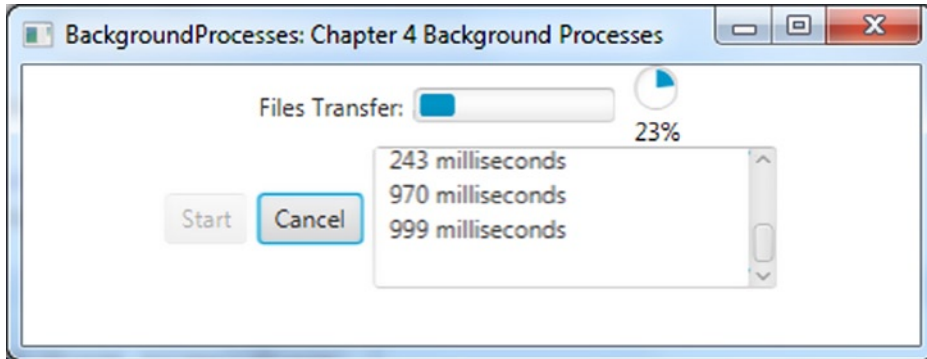 BackgroundProcesses: Chapter 4 Background Processes
Files Transfer:
23%
243 milliseconds
970 milliseconds
999 milliseconds
Start
Cancel